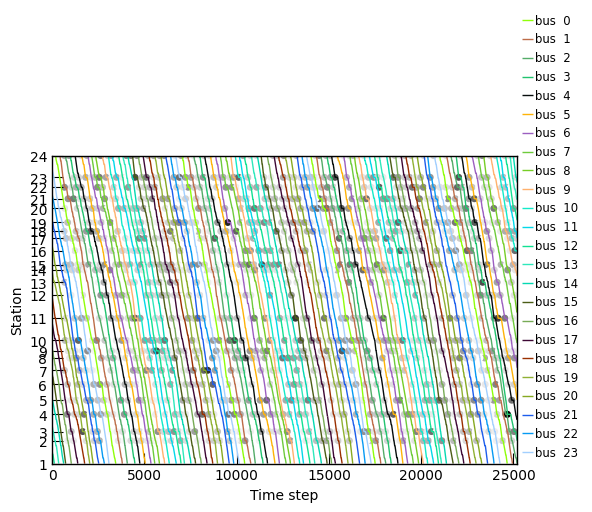 bus 0
bus 1
bus 2
bus 3
bus 4
bus 5
bus 6
bus 7
bus 8
bus 9
bus 10
bus 11
bus 12
bus 13
bus 14
bus 15
bus 16
bus 17
bus 18
bus 19
bus 20
bus 21
bus 22
bus 23
24
23
22
21
20
19
18
17
16
15
14
13
12
11
10
9
8
7
6
5
4
3
2
1
Station
0 5000 10000 15000 20000 25000
Time step